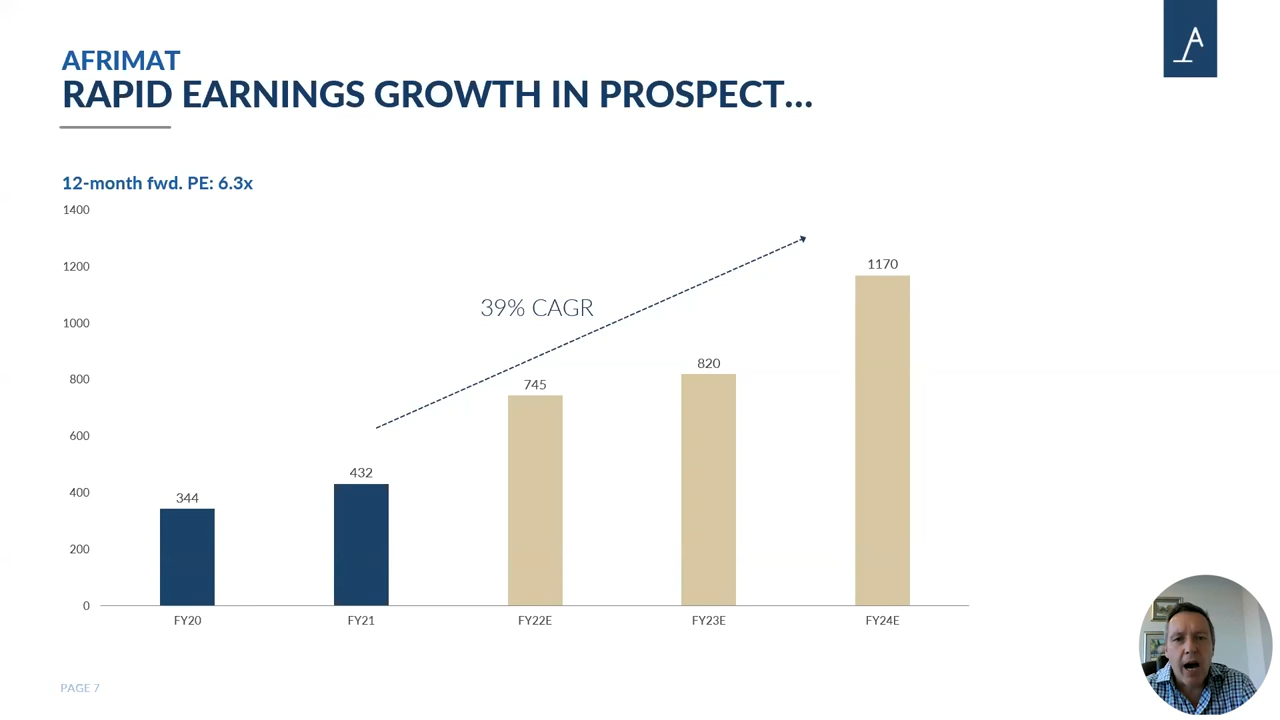 AFRIMAT
RAPID EARNINGS GROWTH IN PROSPECT...
A
12-month fwd. PE: 6.3x
1400
1200
1000
800
600
400
200
0
39% CAGR
344
432
745
820
1170
FY20
FY21
FY22E
FY23E
FY24E
PAGE 7